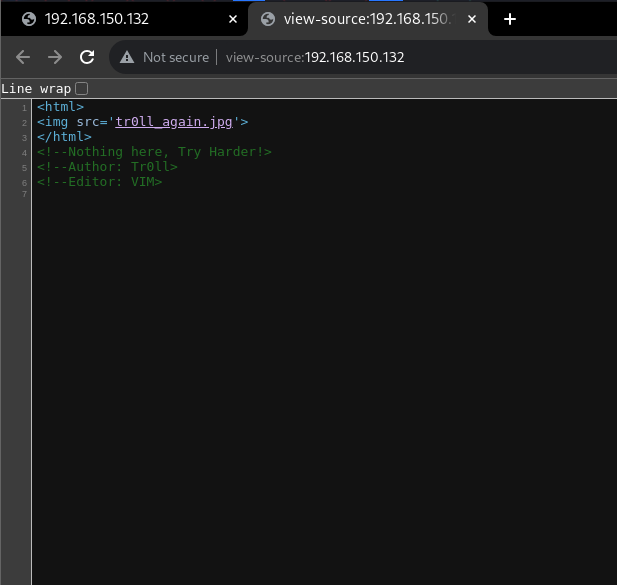 192.168.150.132
view-source:192.168.150.
Not secure view-source:192.168.150.132
Line wrap
1 <html>
2 <img src='tr0ll_again.jpg'>
3 </html>
4 <!--Nothing here, Try Harder!>
5 <!--Author: Tr0ll>
6 <!--Editor: VIM>
7